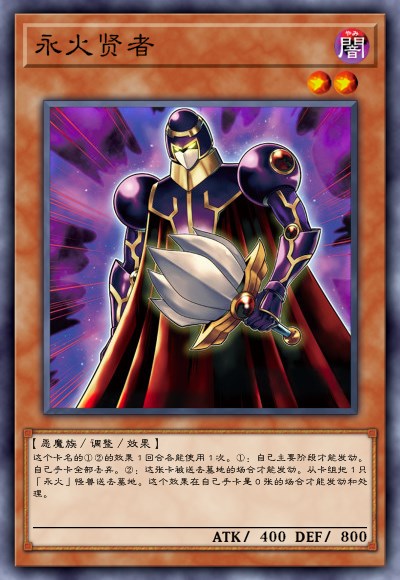 永火贤者
やみ
闇
【恶魔族／调整／效果】
这个卡名的①②的效果1回合各能使用1次。①：自己主要阶段才能发动。
自己手卡全部丢弃。②：这张卡被送去墓地的场合才能发动。从卡组把1只
「永火」怪兽送去墓地。这个效果在自己手卡是0张的场合才能发动和处
理。
ATK/ 400 DEF/ 800